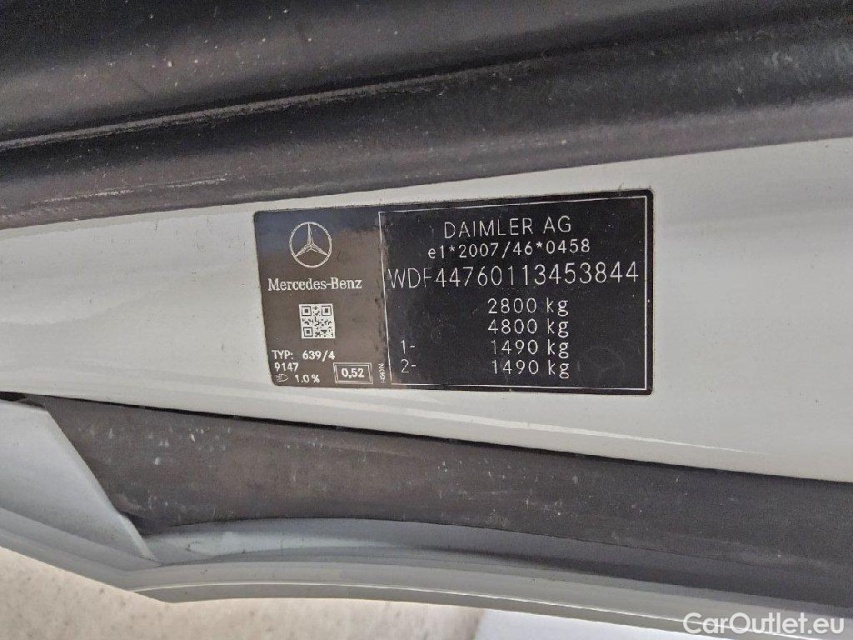 DAIMLER AG
e1*2007/46*0458
WDF44760113453844
2800 kg
4800 kg
1- 1490 kg
2- 1490 kg
Mercedes-Benz
TYP: 639/4
9147
1.0% 0,52
CarOutlet.eu